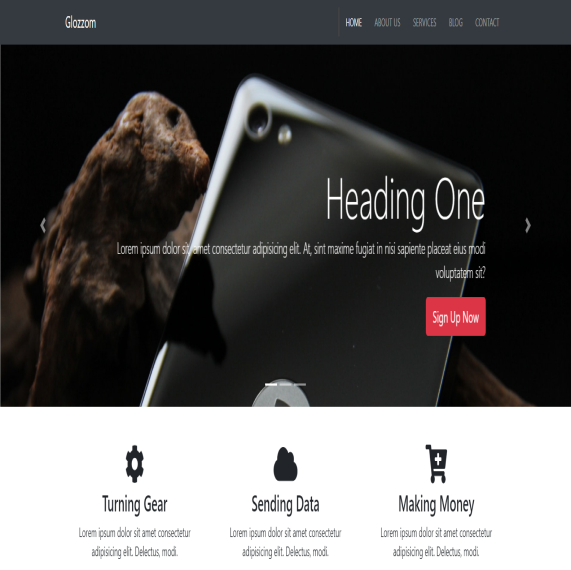 Glozzom
HOME ABOUT US SERVICES BLOG CONTACT
Heading One
Lorem ipsum dolor sit amet consectetur adipisicing elit. At, sint maxime fugiat in nisi sapiente placeat eius modi
voluptatem sit?
Sign Up Now
Turning Gear
Lorem ipsum dolor sit amet consectetur
adipisicing elit. Delectus, modi.
Sending Data
Lorem ipsum dolor sit amet consectetur
adipisicing elit. Delectus, modi.
Making Money
Lorem ipsum dolor sit amet consectetur
adipisicing elit. Delectus, modi.